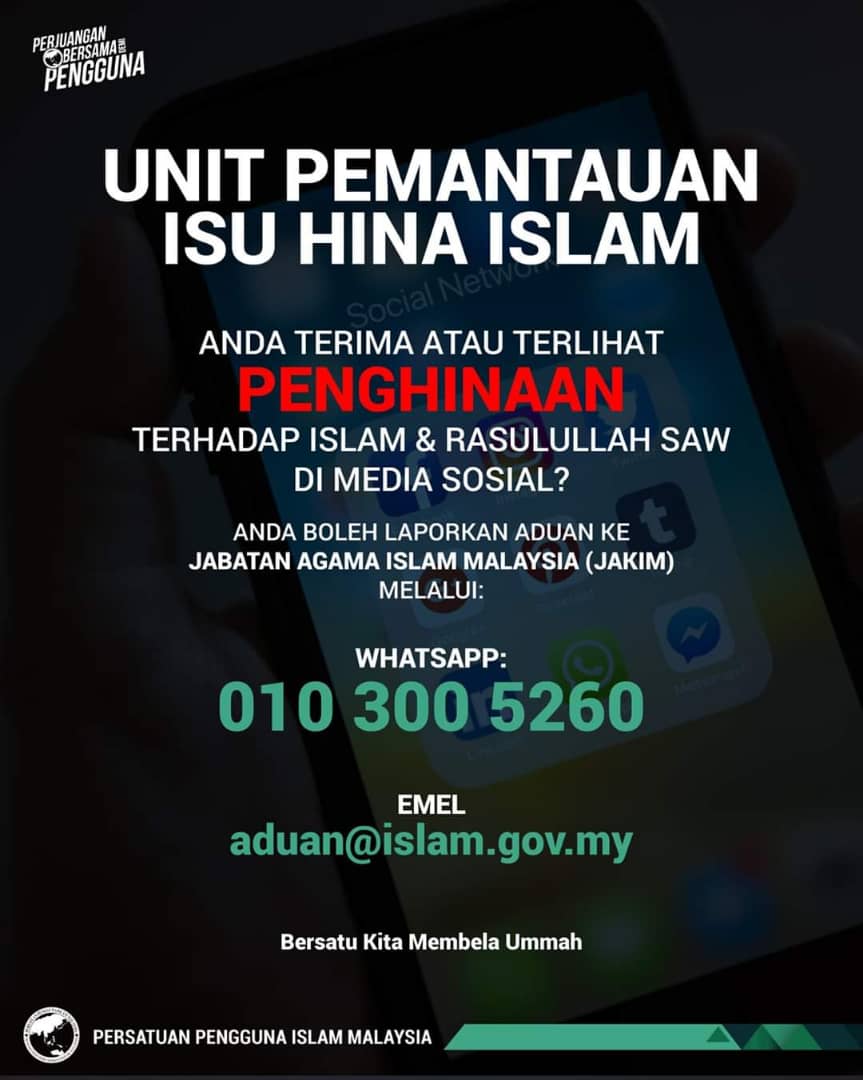 PERJUANGAN
BERSAMA
PENGGUNA
UNIT PEMANTAUAN
ISU HINA ISLAM
Social Network
ANDA TERIMA ATAU TERLIHAT
PENGHINAAN
TERHADAP ISLAM & RASULULLAH SAW
DI MEDIA SOSIAL?
ANDA BOLEH LAPORKAN ADUAN KE
JABATAN AGAMA ISLAM MALAYSIA (JAKIM)
MELALUI:
WHATSAPP:
010 300 5260
EMEL
aduan@islam.gov.my
Bersatu Kita Membela Ummah
PERSATUAN PENGGUNA ISLAM MALAYSIA